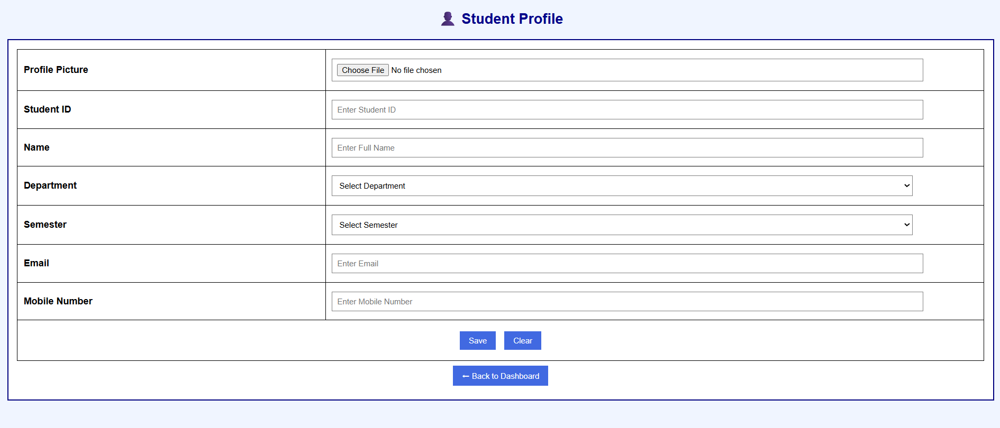 Student Profile
Profile Picture
Choose File No file chosen
Student ID
Enter Student ID
Name
Enter Full Name
Department
Select Department
Semester
Select Semester
Email
Enter Email
Mobile Number
Enter Mobile Number
Save
Clear
← Back to Dashboard